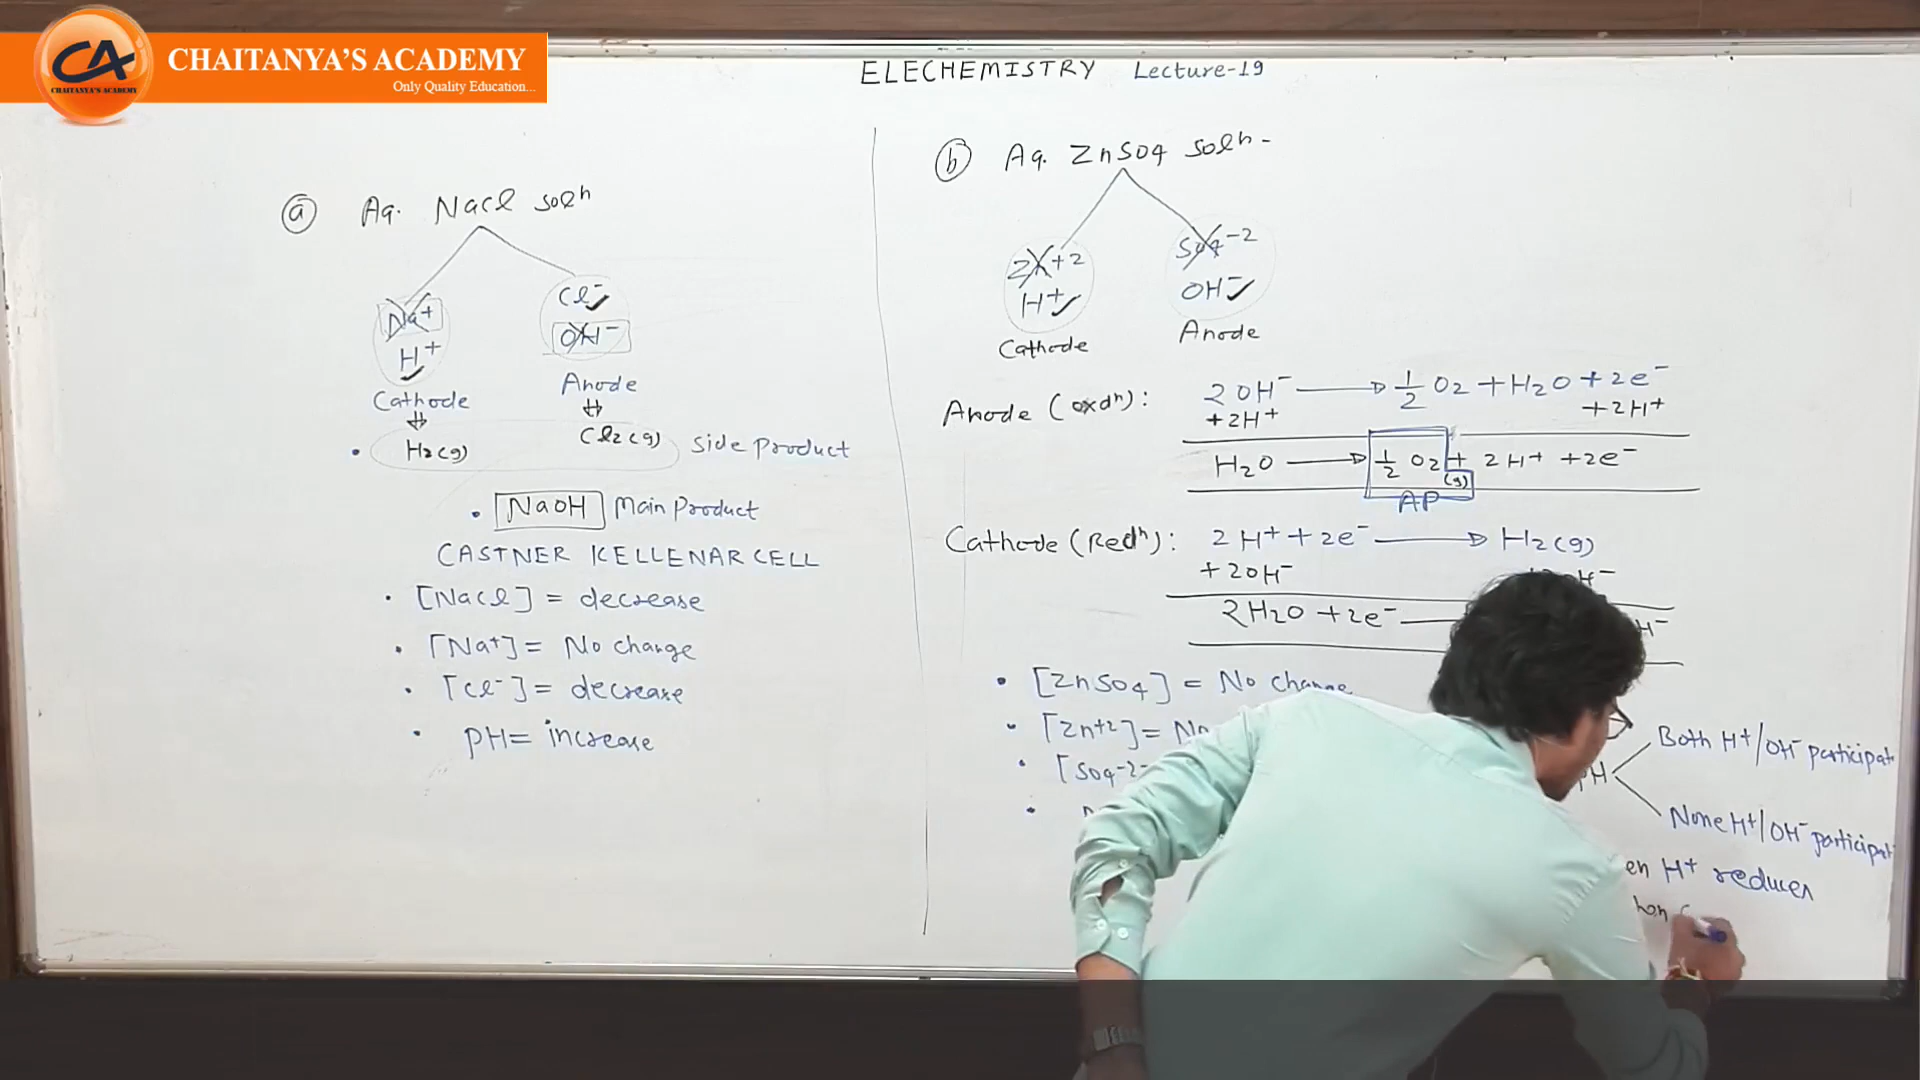 CA
CHAITANYA'S ACADEMY
CHAITANYA'S ACADEMY
Only Quality Education...
ELECHEMISTRY Lecture-19
(a) Aq. NaCl solⁿ
Na⁺ Cl⁻
H⁺ OH⁻
Cathode Anode
• H₂(g) Cl₂(g) side product
• NaOH Main Product
CASTNER KELLENAR CELL
• [NaCl] = decrease
• [Na⁺] = No change
• [Cl⁻] = decrease
• PH = increase
(b) Aq. ZnSO4 solⁿ -
Zn⁺² SO4⁻²
H⁺ OH⁻
Cathode Anode
Anode (oxdⁿ): 2OH⁻ → 1/2 O₂ + H₂O + 2e⁻
+2H⁺ +2H⁺
H₂O → 1/2 O₂(g) + 2H⁺ + 2e⁻
AP
Cathode (Redⁿ): 2H⁺ + 2e⁻ → H₂(g)
+2OH⁻
2H₂O + 2e⁻
• [ZnSO₄] = No change
• [Zn⁺²] = No
• [SO4⁻²
•
PH
Both H⁺/OH⁻ participat
None H⁺/OH⁻ participat
en H⁺ reduces
hon